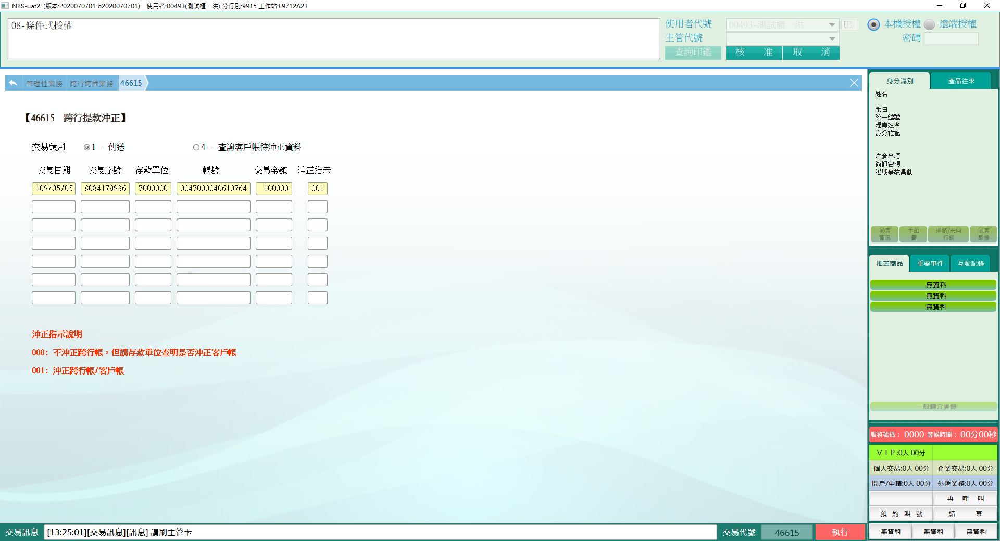 NBS-uat2 (版本:2020070701.b2020070701) 使用者:00493(測試櫃一洪) 分行別:9915 工作站:L9712A23
08-條件式授權
使用者代號 00493-測試櫃一洪 U1 本機授權 遠端授權
主管代號 密碼
查詢印鑑 核 准 取 消
管理性業務 跨行跨國業務 46615
【46615 跨行提款沖正】
交易類別 1 - 傳送 4 - 查詢客戶帳待沖正資料
交易日期 交易序號 存款單位 帳號 交易金額 沖正指示
109/05/05 8084179936 7000000 0047000040610764 100000 001
沖正指示說明
000: 不沖正跨行帳，但請存款單位查明是否沖正客戶帳
001: 沖正跨行帳/客戶帳
身分識別 產品往來
姓名
生日
統一編號
理專姓名
身分註記
注意事項
簡訊密碼
近期事故異動
顧客資訊 手續費 通路/共同行銷 顧客影像
推薦商品 重要事件 互動記錄
無資料
無資料
無資料
一般轉介登錄
服務號碼： 0000 等候時間： 00分00秒
ＶＩＰ:0人 00分
個人交易:0人 00分 企業交易:0人 00分
開戶/申請:0人 00分 外匯業務:0人 00分
再 呼 叫
預 約 叫 號 結 束
無資料 無資料 無資料
交易訊息 [13:25:01][交易訊息][訊息] 請刷主管卡 交易代號 46615 執行